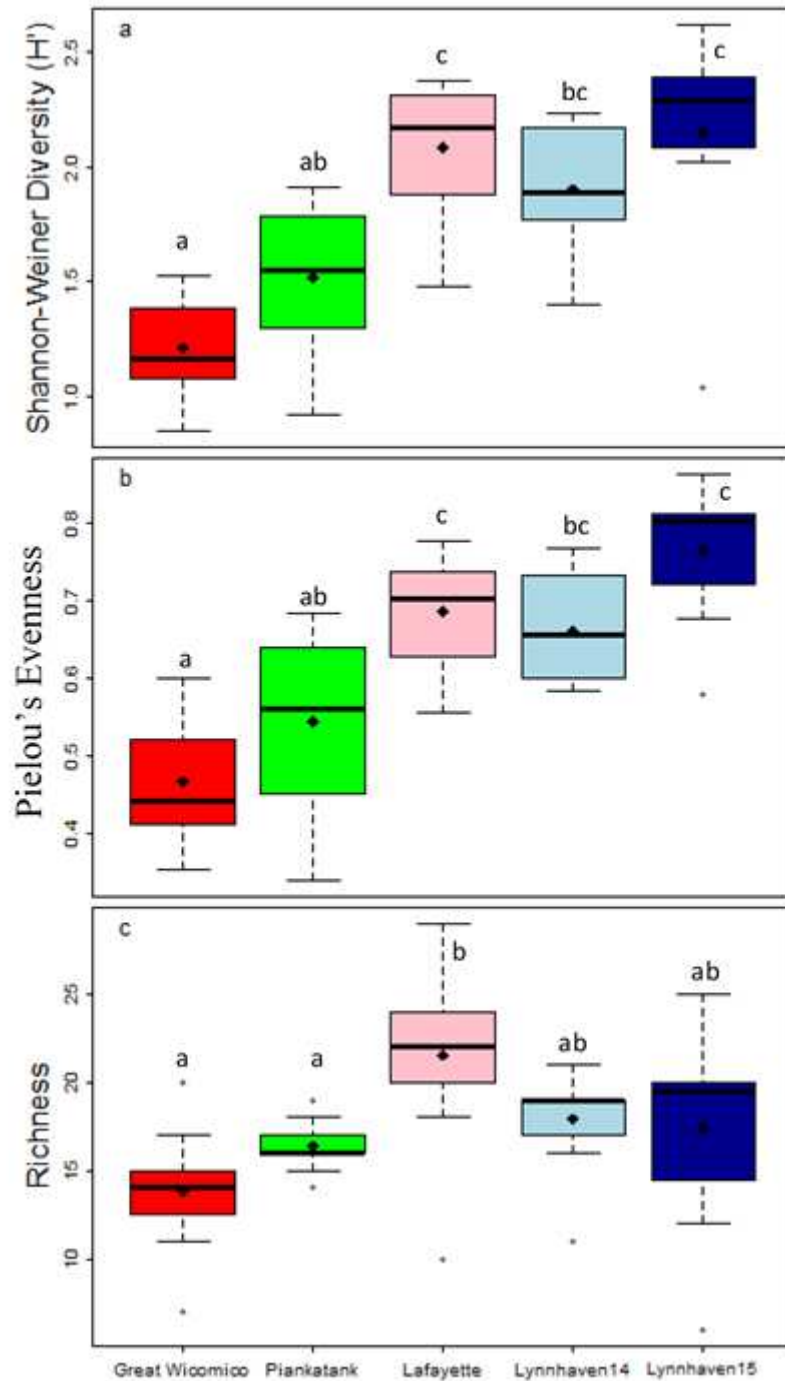 a
Shannon-Weiner Diversity (H')
2.5
2.0
1.5
1.0
a
ab
c
bc
c
b
Pielou's Evenness
0.8
0.7
0.6
0.5
0.4
a
ab
c
bc
c
c
Richness
25
20
15
10
a
a
b
ab
ab
Great Wicomico Piankatank Lafayette Lynnhaven14 Lynnhaven15